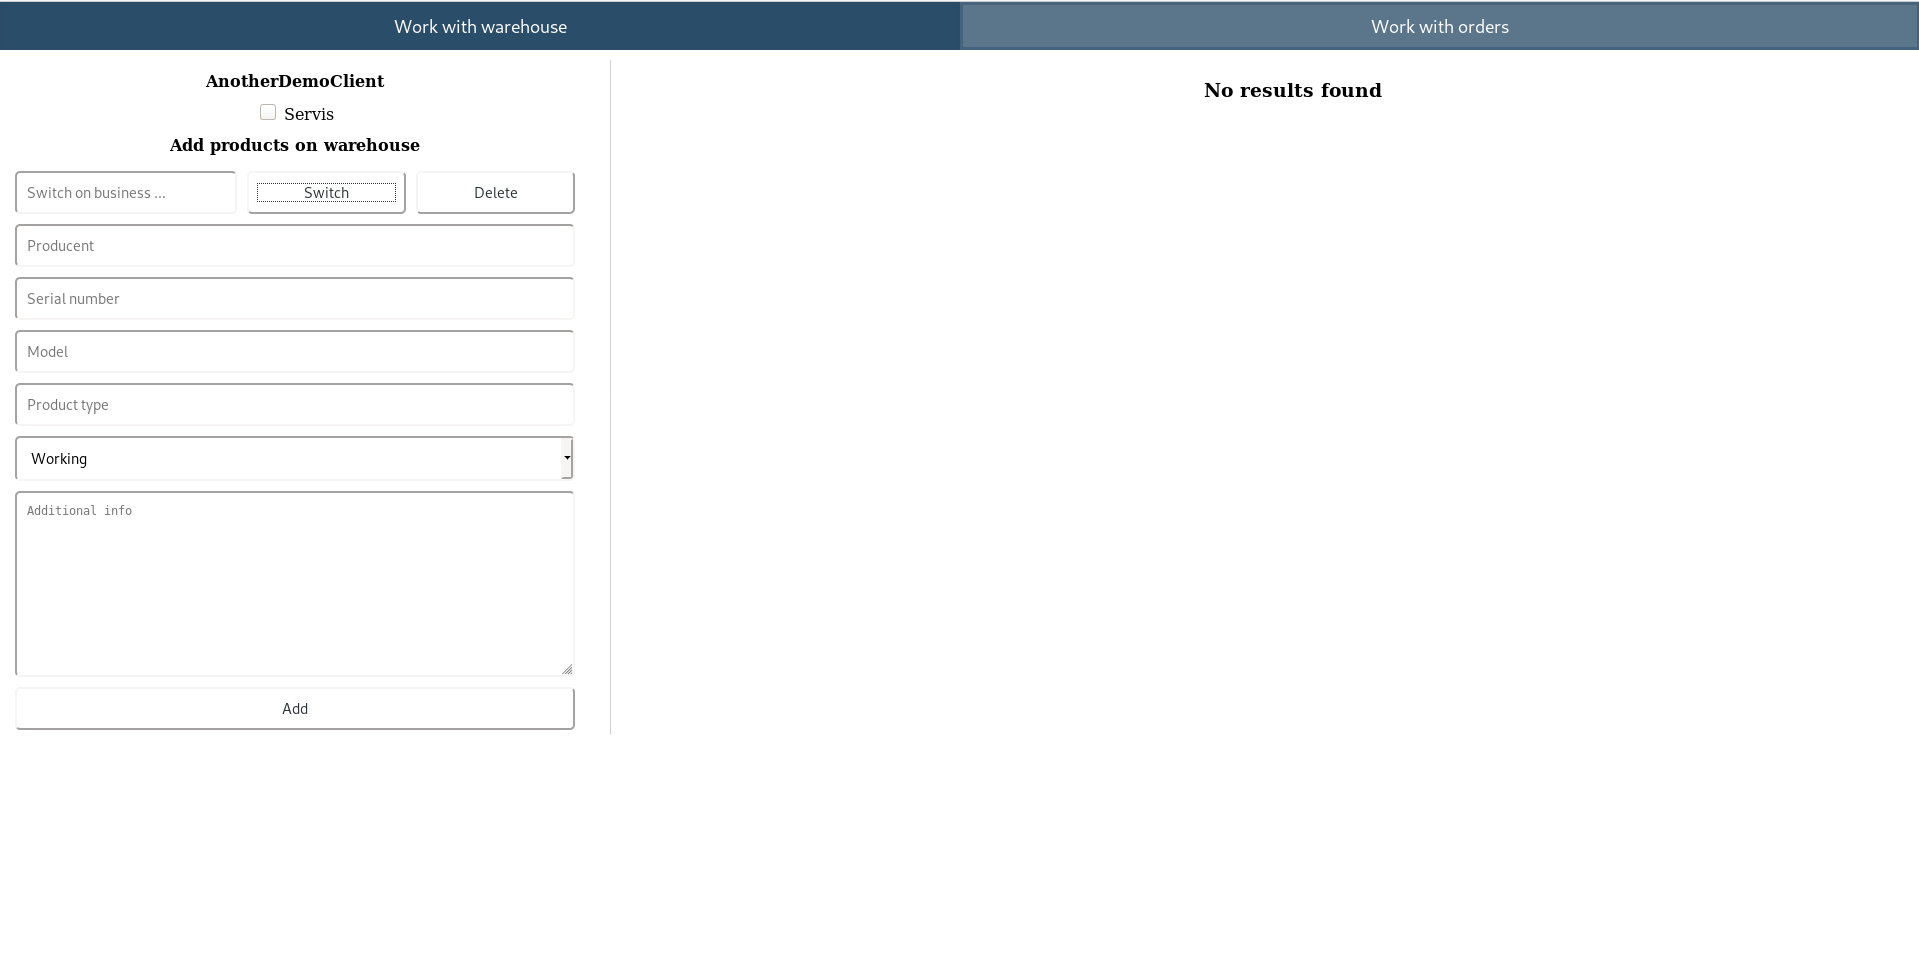 Work with warehouse
Work with orders
AnotherDemoClient
Servis
Add products on warehouse
Switch on business ...
Switch
Delete
Producent
Serial number
Model
Product type
Working
Additional info
Add
No results found